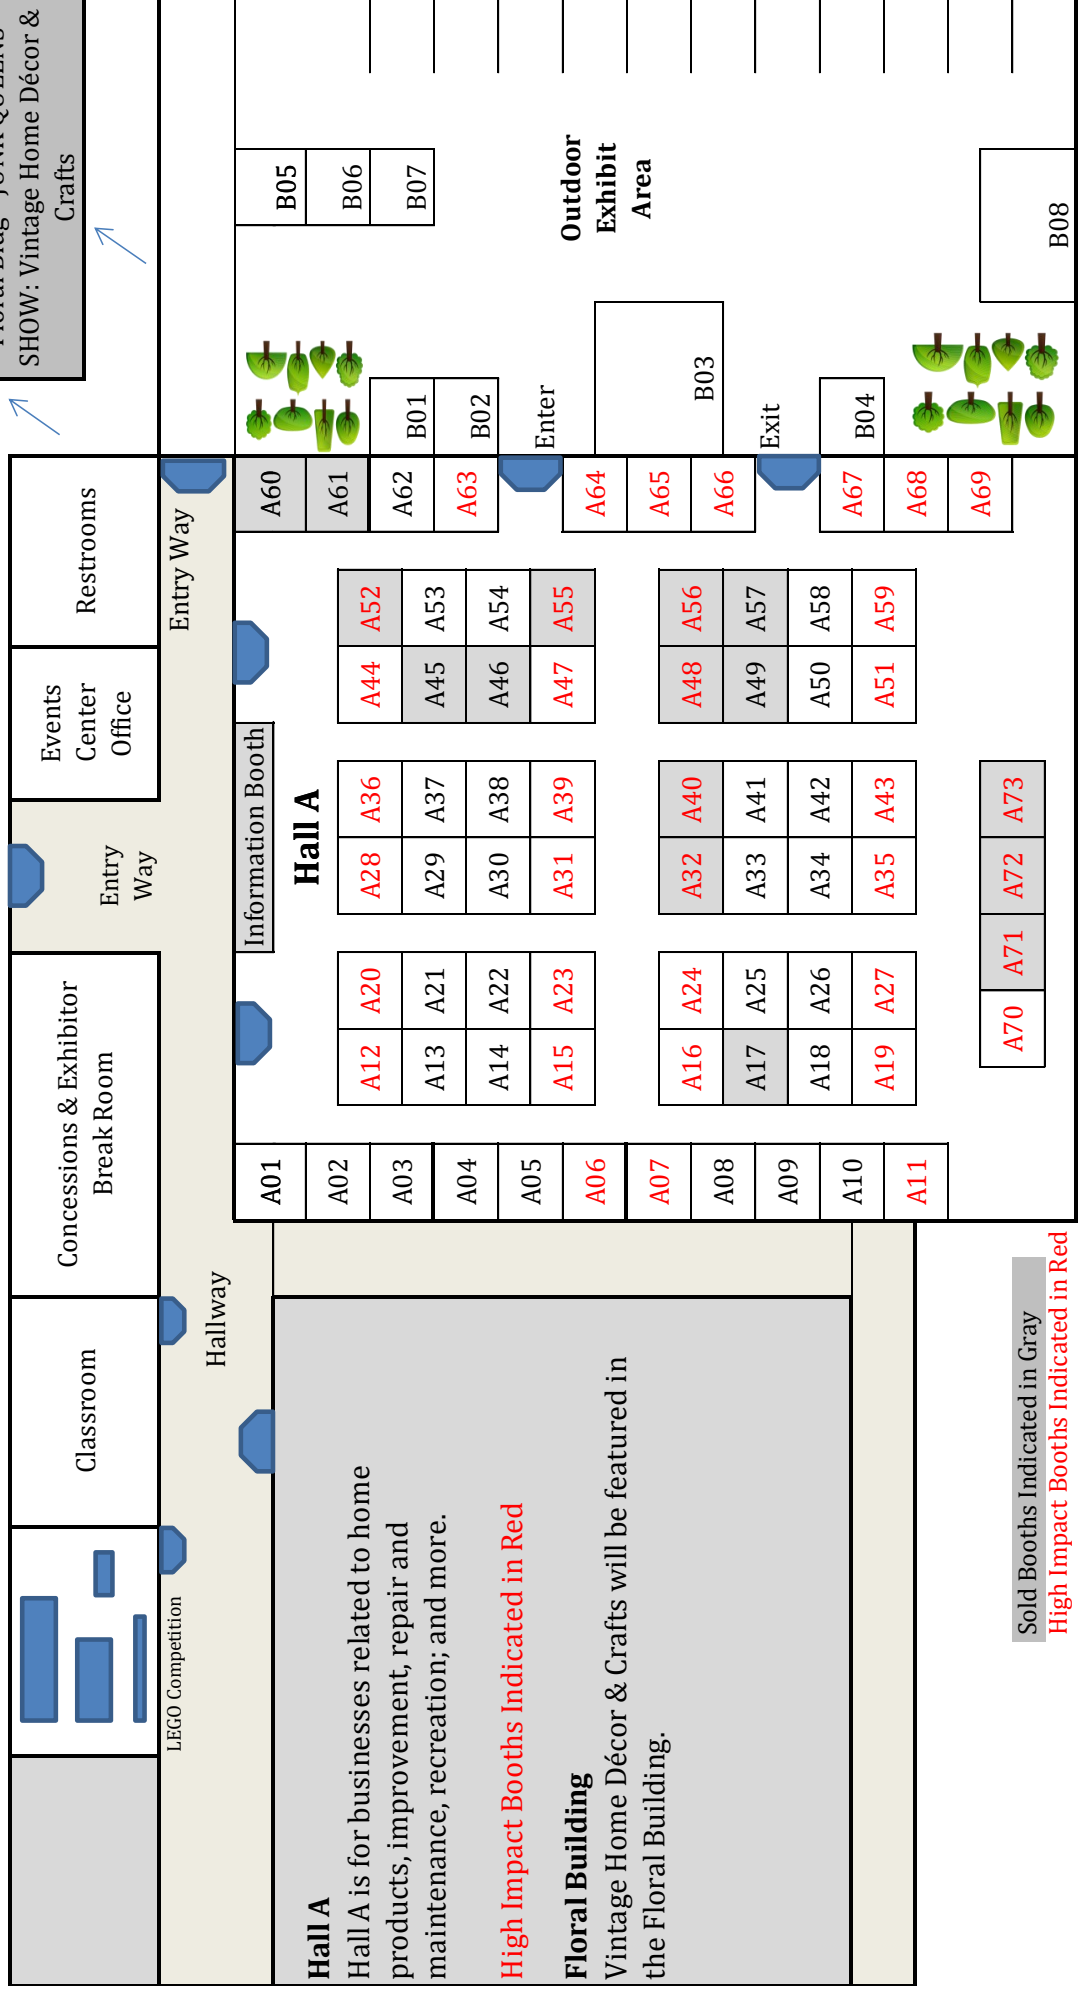 SHOW: Vintage Home Décor &
Crafts
LEGO Competition
Classroom
Concessions & Exhibitor
Break Room
Entry
Way
Events
Center
Office
Restrooms
Entry Way
Hallway
Information Booth
Hall A
Hall A
Hall A is for businesses related to home
products, improvement, repair and
maintenance, recreation; and more.
High Impact Booths Indicated in Red
Floral Building
Vintage Home Décor & Crafts will be featured in
the Floral Building.
A01
A02
A03
A04
A05
A06
A07
A08
A09
A10
A11
A12 A20
A13 A21
A14 A22
A15 A23
A16 A24
A17 A25
A18 A26
A19 A27
A28 A36
A29 A37
A30 A38
A31 A39
A32 A40
A33 A41
A34 A42
A35 A43
A44 A52
A45 A53
A46 A54
A47 A55
A48 A56
A49 A57
A50 A58
A51 A59
A60
A61
A62
A63
A64
A65
A66
A67
A68
A69
A70 A71 A72 A73
B01
B02
Enter
B03
Exit
B04
B05
B06
B07
Outdoor
Exhibit
Area
B08
Sold Booths Indicated in Gray
High Impact Booths Indicated in Red